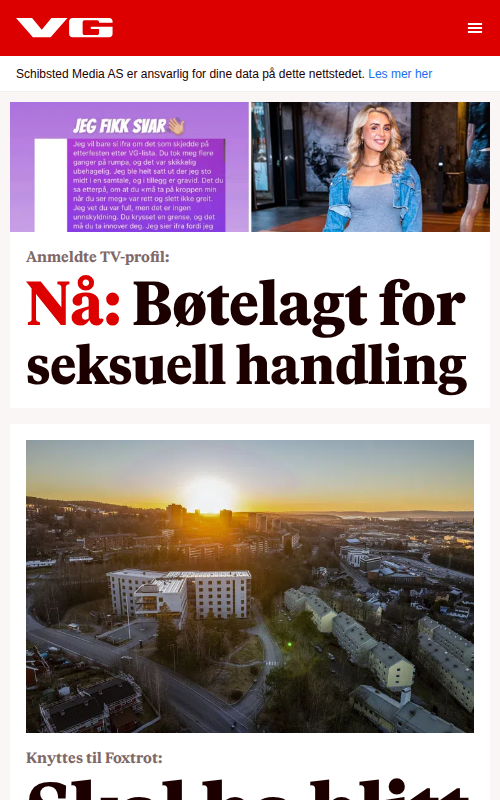 VG
Schibsted Media AS er ansvarlig for dine data på dette nettstedet. Les mer her
JEG FIKK SVAR 👋🏼
Jeg vil bare si ifra om det som skjedde på
etterfesten etter VG-lista. Du tok meg flere
ganger på rumpa, og det var skikkelig
ubehagelig. Jeg ble helt satt ut der jeg sto
midt i en samtale, og i tillegg er gravid. Det du
sa etterpå, om at du «må ta på kroppen min
når du ser meg» var rett og slett ikke greit.
Jeg vet du var full, men det er ingen
unnskyldning. Du krysset en grense, og det
må du ta innover deg. Jeg sier ifra fordi jeg
Anmeldte TV-profil:
Nå: Bøtelagt for
seksuell handling
Knyttes til Foxtrot:
Skal ha blitt